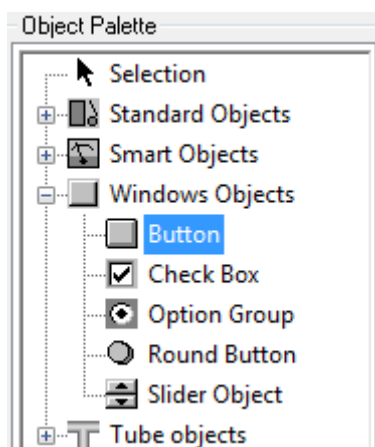 Object Palette
Selection
Standard Objects
Smart Objects
Windows Objects
Button
Check Box
Option Group
Round Button
Slider Object
Tube objects